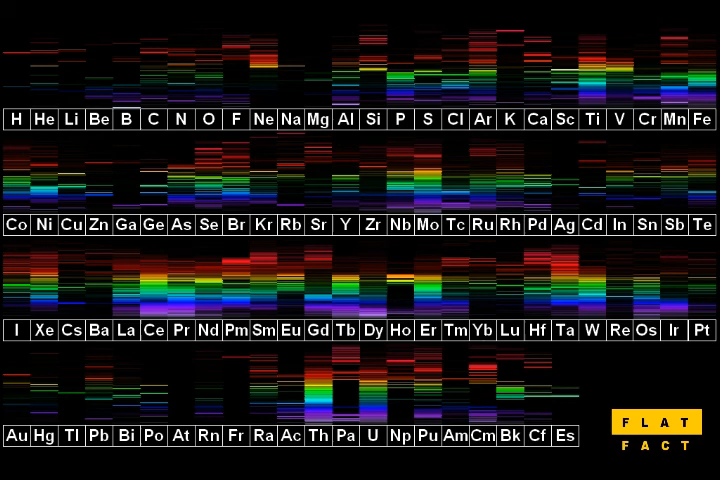 H He Li Be B C N O F Ne Na Mg Al Si P S Cl Ar K Ca Sc Ti V Cr Mn Fe
Co Ni Cu Zn Ga Ge As Se Br Kr Rb Sr Y Zr Nb Mo Tc Ru Rh Pd Ag Cd In Sn Sb Te
I Xe Cs Ba La Ce Pr Nd Pm Sm Eu Gd Tb Dy Ho Er Tm Yb Lu Hf Ta W Re Os Ir Pt
Au Hg Tl Pb Bi Po At Rn Fr Ra Ac Th Pa U Np Pu Am Cm Bk Cf Es
FLAT
FACT